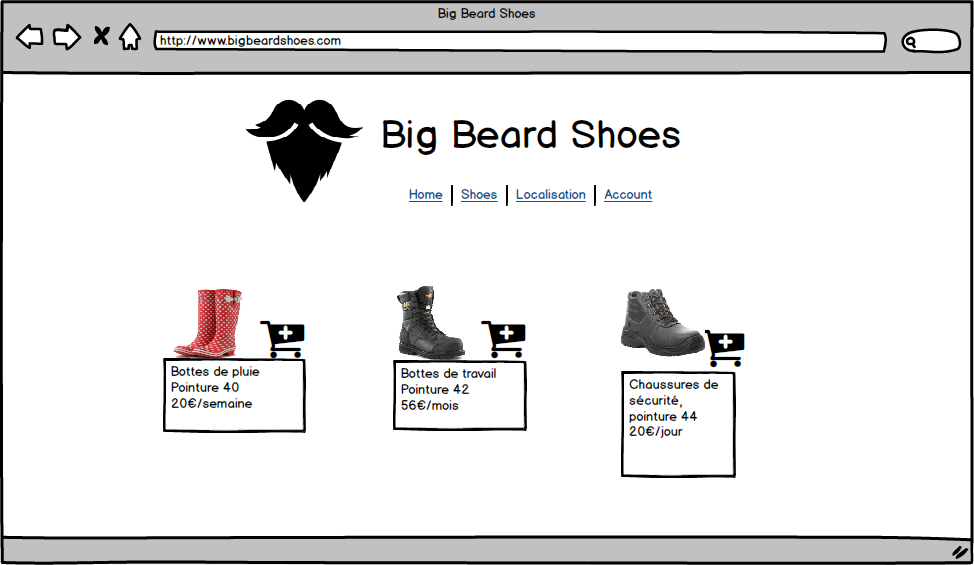 Big Beard Shoes
http://www.bigbeardshoes.com
Big Beard Shoes
Home | Shoes | Localisation | Account
Bottes de pluie
Pointure 40
20€/semaine
Bottes de travail
Pointure 42
56€/mois
Chaussures de
sécurité,
pointure 44
20€/jour